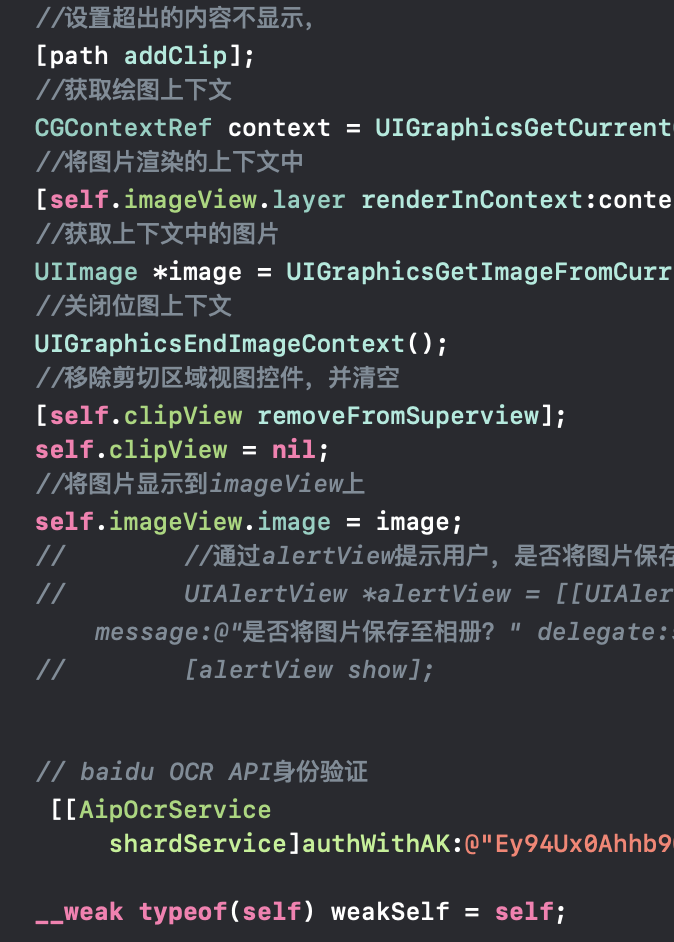 //设置超出的内容不显示，
[path addClip];
//获取绘图上下文
CGContextRef context = UIGraphicsGetCurrent
//将图片渲染的上下文中
[self.imageView.layer renderInContext:conte
//获取上下文中的图片
UIImage *image = UIGraphicsGetImageFromCurr
//关闭位图上下文
UIGraphicsEndImageContext();
//移除剪切区域视图控件，并清空
[self.clipView removeFromSuperview];
self.clipView = nil;
//将图片显示到imageView上
self.imageView.image = image;
// //通过alertView提示用户，是否将图片保存
// UIAlertView *alertView = [[UIAler
message:@"是否将图片保存至相册？" delegate:
// [alertView show];
// baidu OCR API身份验证
[[AipOcrService
shardService]authWithAK:@"Ey94Ux0Ahhb9
__weak typeof(self) weakSelf = self;